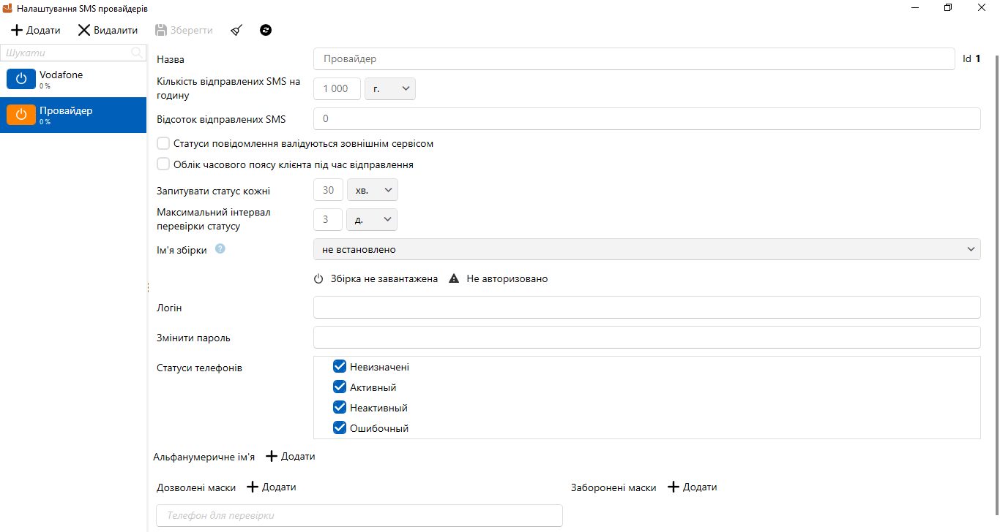 Налаштування SMS провайдерів
Додати Видалити Зберегти
Шукати
Vodafone
0 %
Провайдер
0 %
Назва Провайдер Id 1
Кількість відправлених SMS на годину 1 000 г.
Відсоток відправлених SMS 0
Статуси повідомлення валідуються зовнішнім сервісом
Облік часового поясу клієнта під час відправлення
Запитувати статус кожні 30 хв.
Максимальний інтервал перевірки статусу 3 д.
Ім'я збірки ? не встановлено
Збірка не завантажена Не авторизовано
Логін
Змінити пароль
Статуси телефонів
Невизначені
Активный
Неактивный
Ошибочный
Альфанумеричне ім'я Додати
Дозволені маски Додати Заборонені маски Додати
Телефон для перевірки